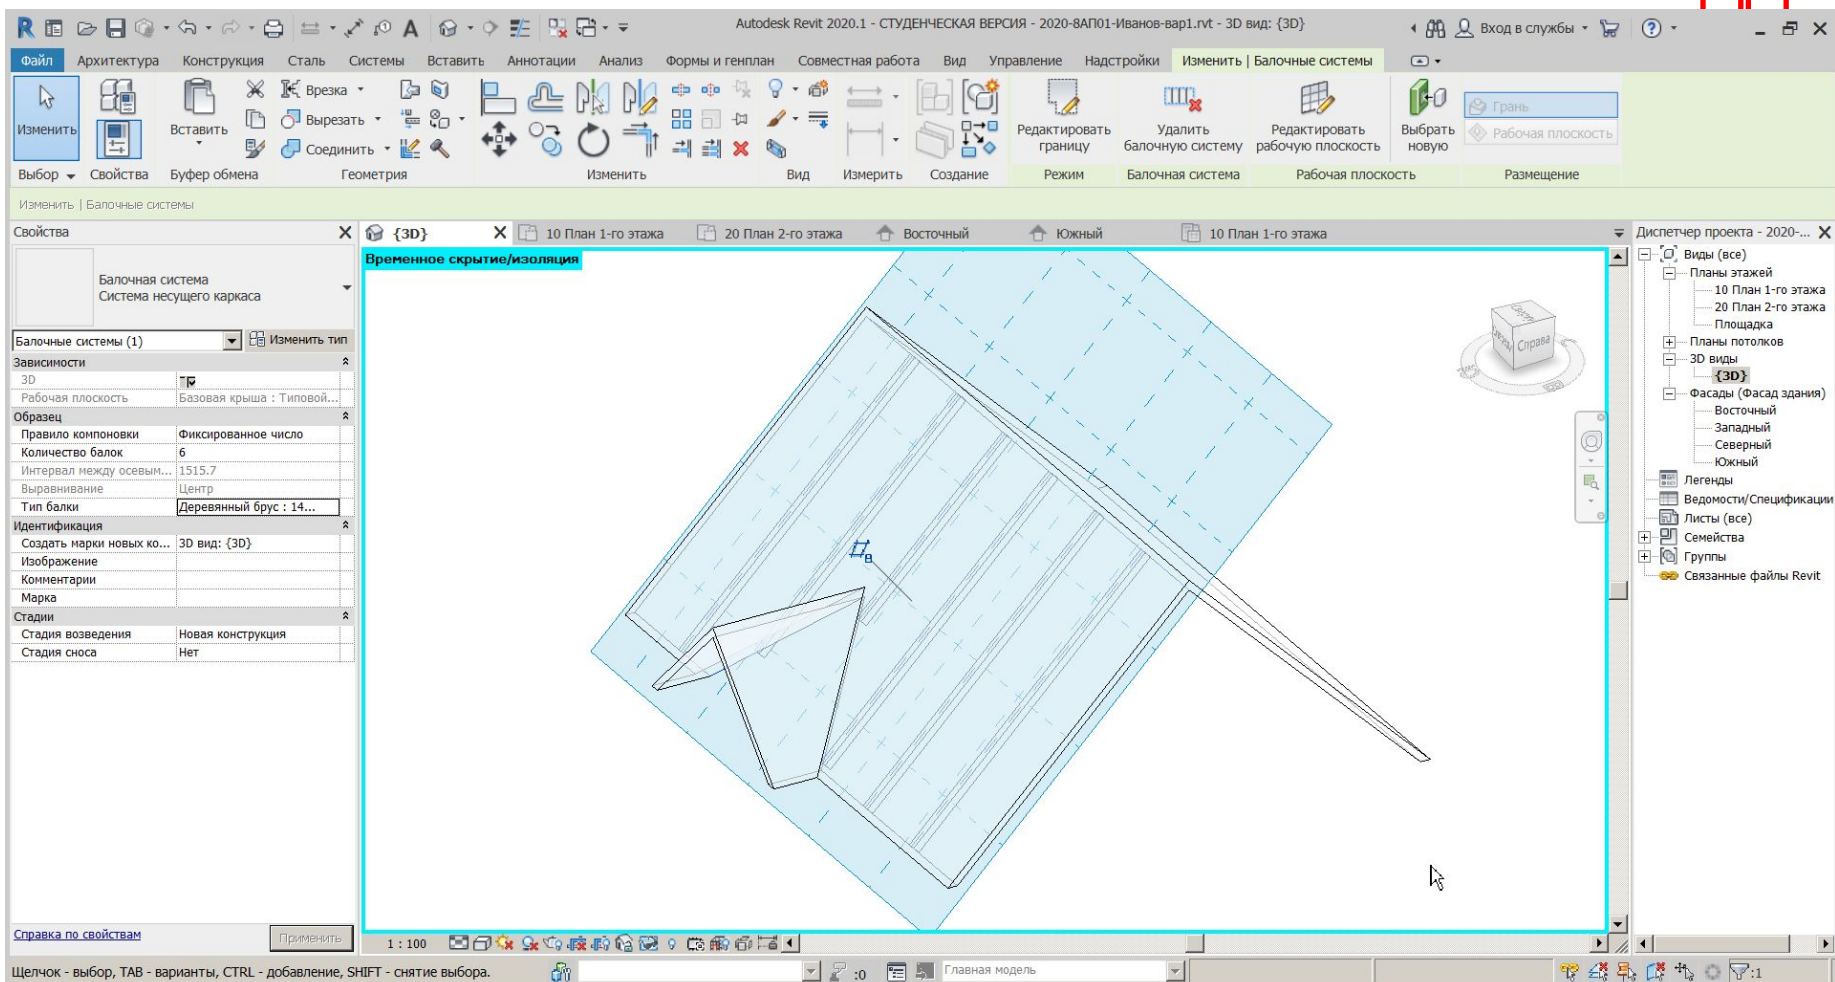 Autodesk Revit 2020.1 - СТУДЕНЧЕСКАЯ ВЕРСИЯ - 2020-8АП01-Иванов-вар1.rvt - 3D вид: {3D}
Вход в службы
Файл Архитектура Конструкция Сталь Системы Вставить Аннотации Анализ Формы и генплан Совместная работа Вид Управление Надстройки Изменить | Балочные системы
Изменить
Вставить
Врезка
Вырезать
Соединить
Редактировать границу
Удалить балочную систему
Редактировать рабочую плоскость
Выбрать новую
Грань
Рабочая плоскость
Выбор Свойства Буфер обмена Геометрия Изменить Вид Измерить Создание Режим Балочная система Рабочая плоскость Размещение
Изменить | Балочные системы
Свойства
Балочная система
Система несущего каркаса
Балочные системы (1) Изменить тип
Зависимости
3D
Рабочая плоскость Базовая крыша : Типовой...
Образец
Правило компоновки Фиксированное число
Количество балок 6
Интервал между осевым... 1515.7
Выравнивание Центр
Тип балки Деревянный брус : 14...
Идентификация
Создать марки новых ко... 3D вид: {3D}
Изображение
Комментарии
Марка
Стадии
Стадия возведения Новая конструкция
Стадия сноса Нет
Справка по свойствам Применить
{3D} 10 План 1-го этажа 20 План 2-го этажа Восточный Южный 10 План 1-го этажа
Временное скрытие/изоляция
Справа
1 : 100
Диспетчер проекта - 2020-...
Виды (все)
Планы этажей
10 План 1-го этажа
20 План 2-го этажа
Площадка
Планы потолков
3D виды
{3D}
Фасады (Фасад здания)
Восточный
Западный
Северный
Южный
Легенды
Ведомости/Спецификации
Листы (все)
Семейства
Группы
Связанные файлы Revit
Щелчок - выбор, TAB - варианты, CTRL - добавление, SHIFT - снятие выбора. :0 Главная модель :1